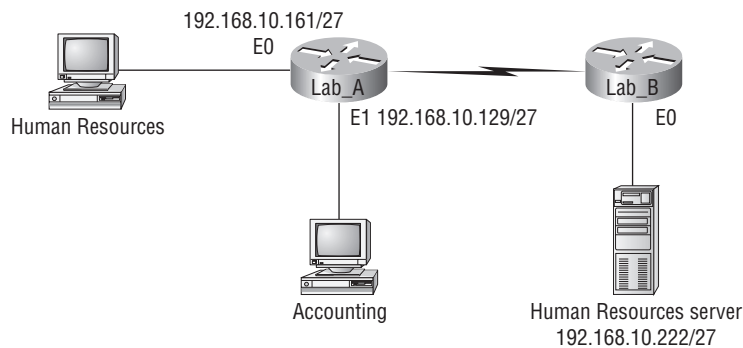 192.168.10.161/27
E0
Lab_A
Lab_B
Human Resources
E1 192.168.10.129/27
E0
Accounting
Human Resources server
192.168.10.222/27